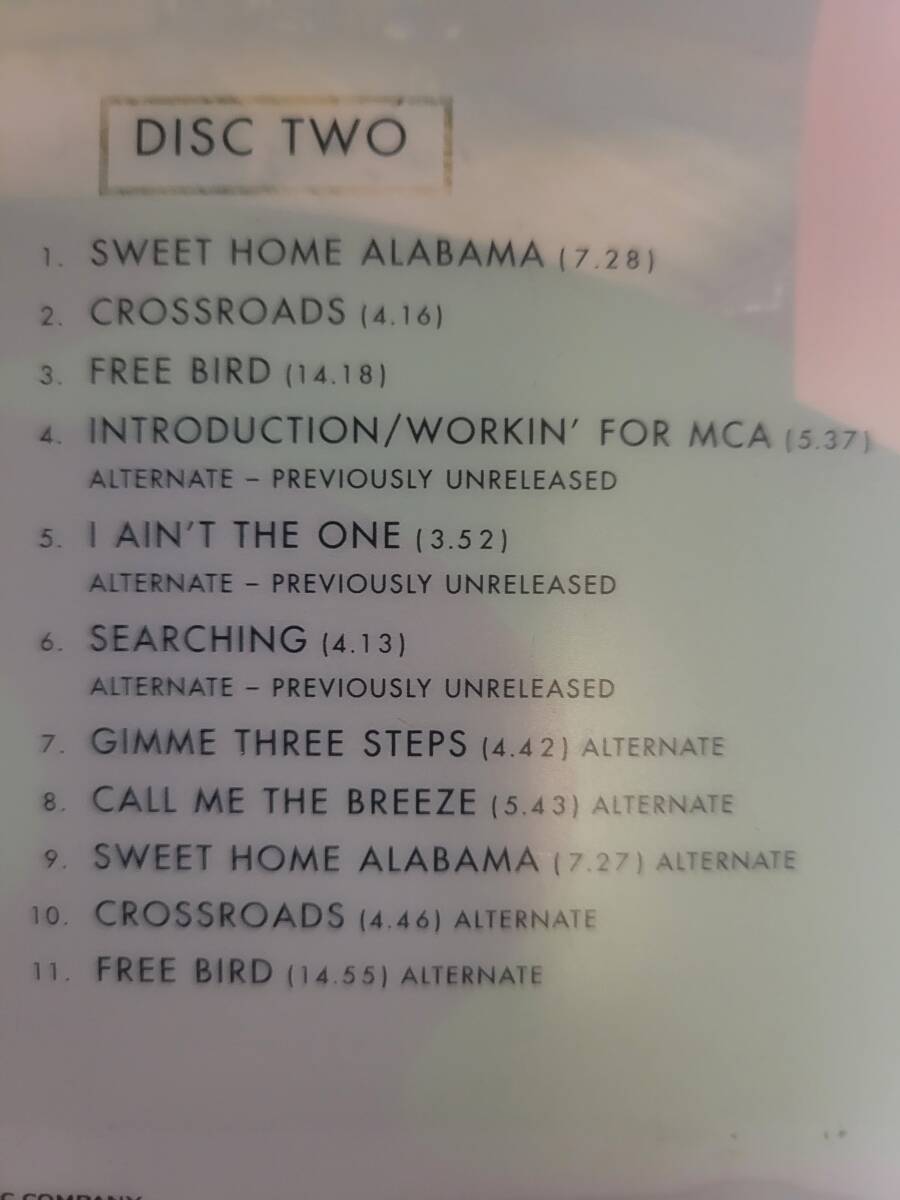 DISC TWO
1. SWEET HOME ALABAMA (7.28)
2. CROSSROADS (4.16)
3. FREE BIRD (14.18)
4. INTRODUCTION/WORKIN' FOR MCA (5.37)
ALTERNATE – PREVIOUSLY UNRELEASED
5. I AIN'T THE ONE (3.52)
ALTERNATE – PREVIOUSLY UNRELEASED
6. SEARCHING (4.13)
ALTERNATE – PREVIOUSLY UNRELEASED
7. GIMME THREE STEPS (4.42) ALTERNATE
8. CALL ME THE BREEZE (5.43) ALTERNATE
9. SWEET HOME ALABAMA (7.27) ALTERNATE
10. CROSSROADS (4.46) ALTERNATE
11. FREE BIRD (14.55) ALTERNATE
COMPANY